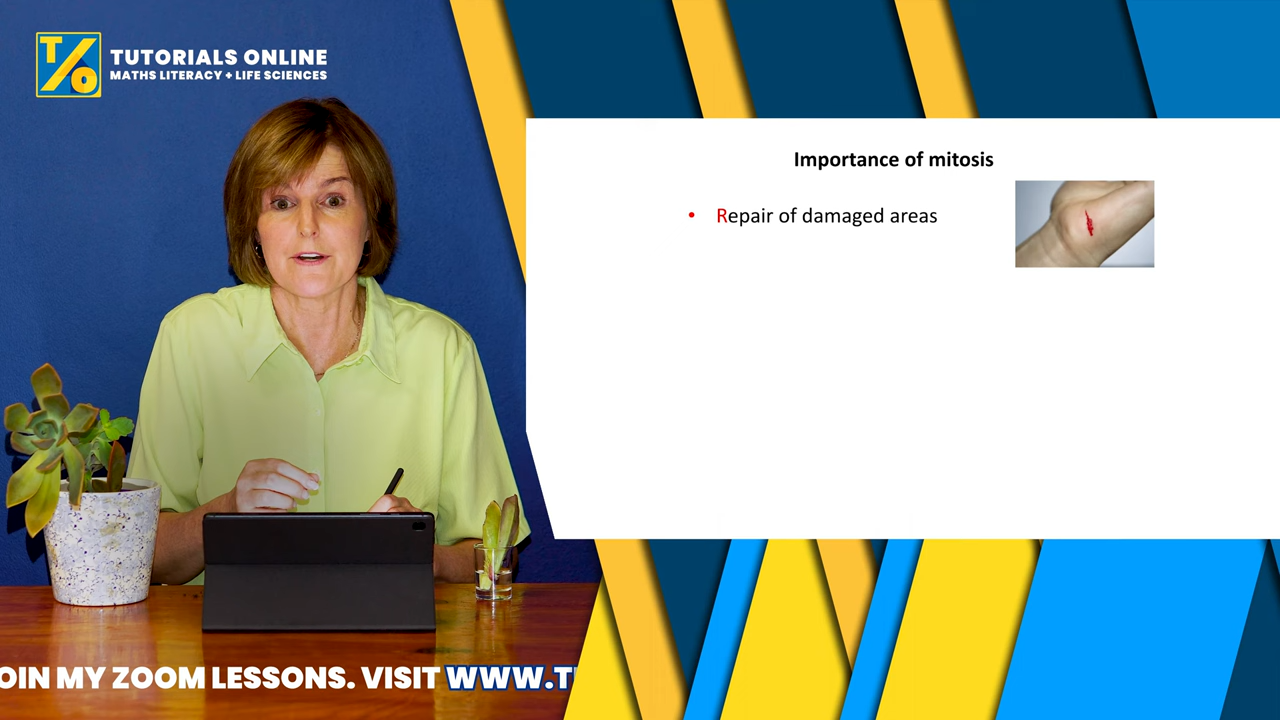 T/O
TUTORIALS ONLINE
MATHS LITERACY + LIFE SCIENCES
Importance of mitosis
• Repair of damaged areas
OIN MY ZOOM LESSONS. VISIT WWW.T